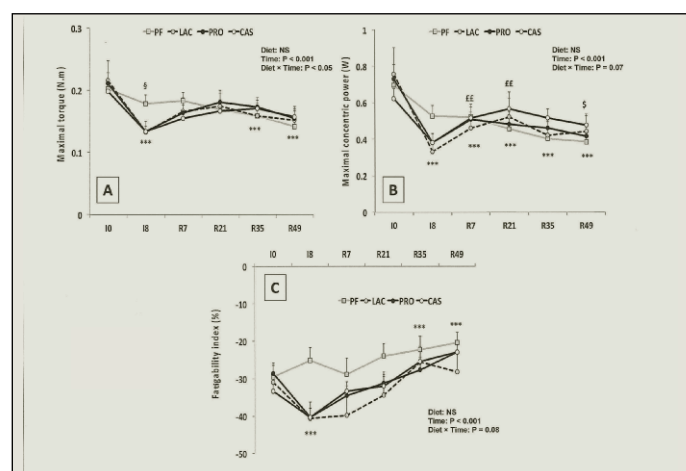 0.3
0.2
0.1
0
Maximal torque (N.m)
PF LAC PRO CAS
Diet: NS
Time: P < 0.001
Diet × Time: P < 0.05
§
***
***
***
A
I0 I8 R7 R21 R35 R49
1
0.8
0.6
0.4
0.2
0
Maximal concentric power (W)
PF LAC PRO CAS
Diet: NS
Time: P < 0.001
Diet × Time: P = 0.07
££
££
$
***
***
***
***
***
B
I0 I8 R7 R21 R35 R49
I0 I8 R7 R21 R35 R49
0
-10
-20
-30
-40
-50
Fatigability index (%)
C
PF LAC PRO CAS
***
***
***
Diet: NS
Time: P < 0.001
Diet × Time: P = 0.08